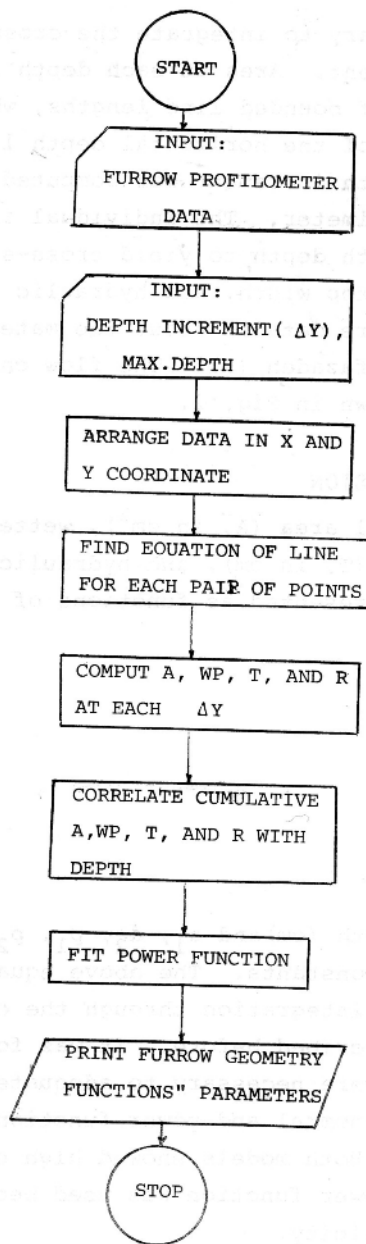 START
INPUT:
FURROW PROFILOMETER
DATA
INPUT:
DEPTH INCREMENT( ΔY),
MAX.DEPTH
ARRANGE DATA IN X AND
Y COORDINATE
FIND EQUATION OF LINE
FOR EACH PAIR OF POINTS
COMPUT A, WP, T, AND R
AT EACH ΔY
CORRELATE CUMULATIVE
A,WP, T, AND R WITH
DEPTH
FIT POWER FUNCTION
PRINT FURROW GEOMETRY
FUNCTIONS" PARAMETERS
STOP